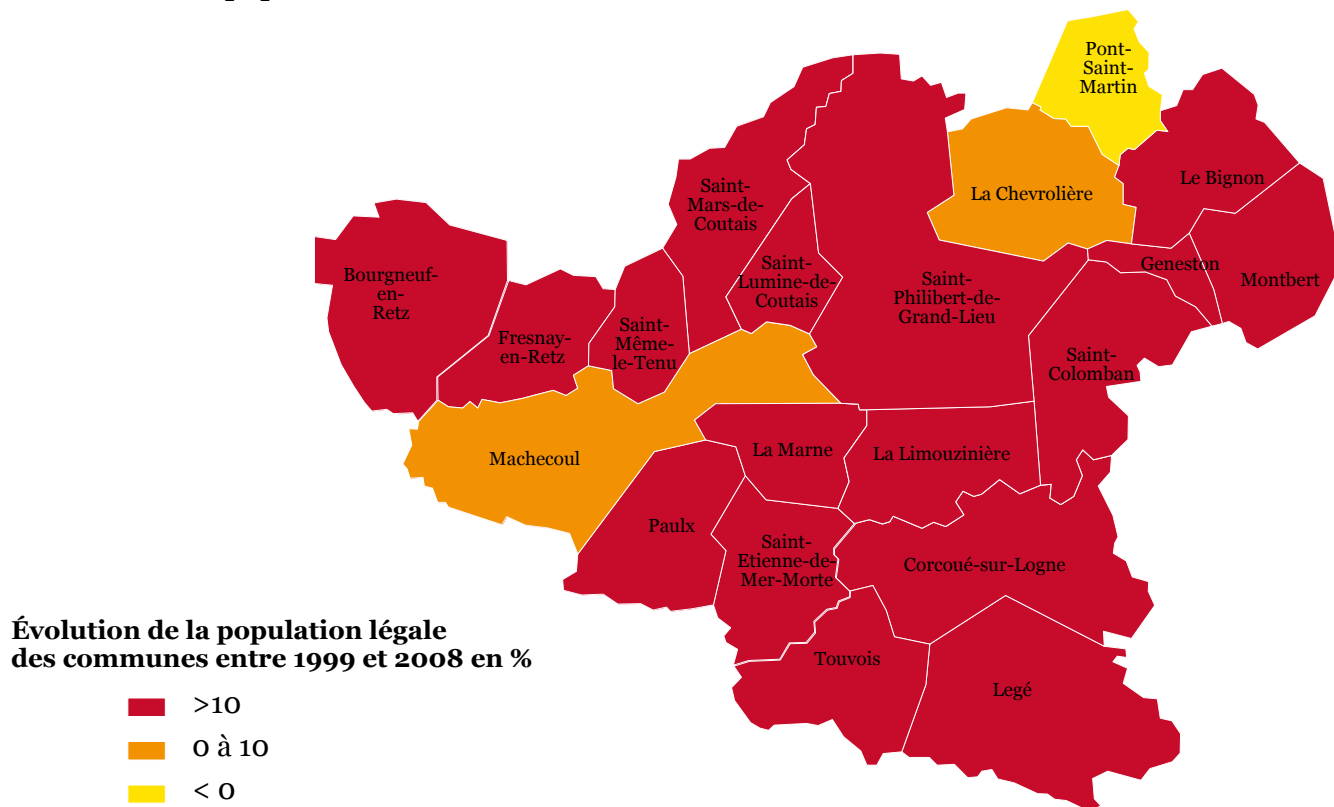 Pont-
Saint-
Martin
Le Bignon
La Chevrolière
Saint-
Mars-de-
Coutais
Bourgneuf-
en-
Retz
Saint-
Lumine-de-
Coutais
Saint-
Philibert-de-
Grand-Lieu
Geneston
Montbert
Fresnay-
en-Retz
Saint-
Même-
le-Tenu
Saint-
Colomban
Machecoul
La Marne
La Limouzinière
Paulx
Saint-
Etienne-de-
Mer-Morte
Corcoué-sur-Logne
Touvois
Legé
Évolution de la population légale
des communes entre 1999 et 2008 en %
>10
0 à 10
< 0